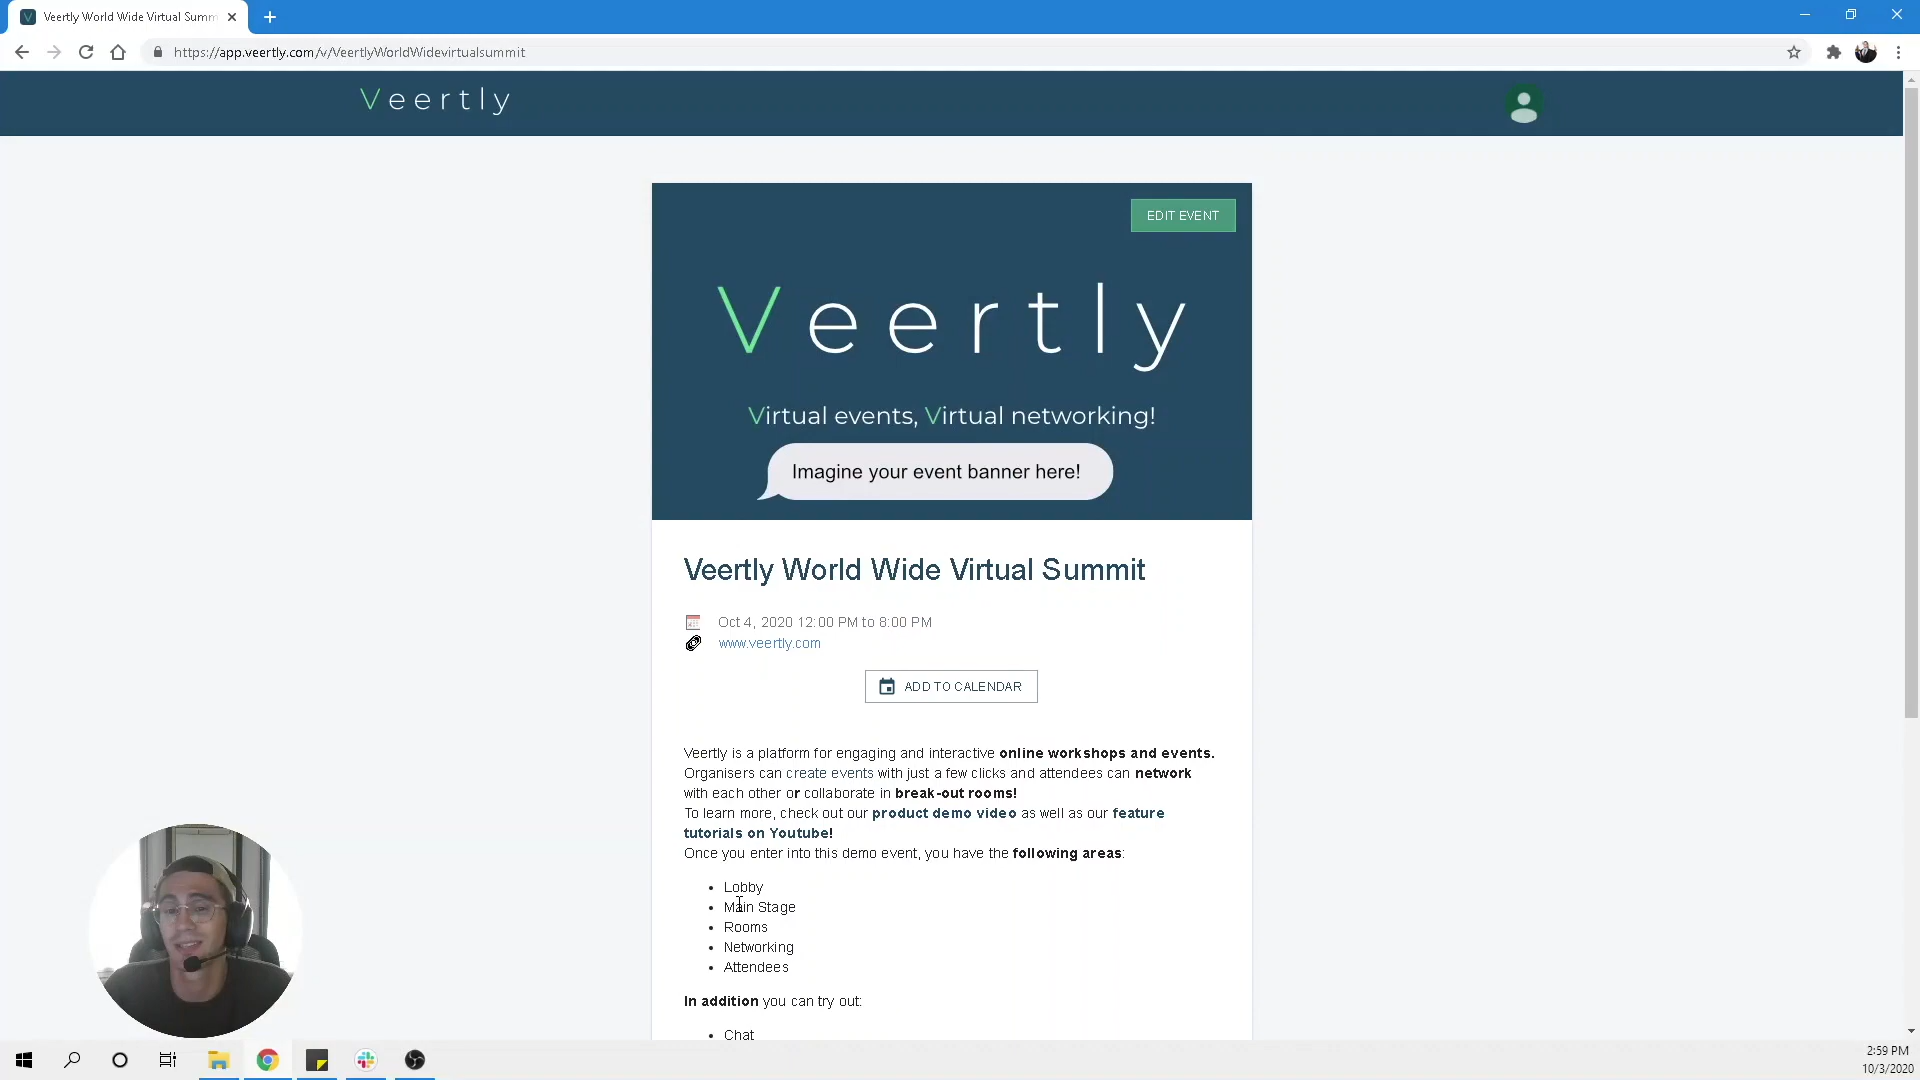 Veertly World Wide Virtual Summ
https://app.veertly.com/v/VeertlyWorldWidevirtualsummit
Veertly
EDIT EVENT
Veertly
Virtual events, Virtual networking!
Imagine your event banner here!
Veertly World Wide Virtual Summit
Oct 4, 2020 12:00 PM to 8:00 PM
www.veertly.com
ADD TO CALENDAR
Veertly is a platform for engaging and interactive online workshops and events.
Organisers can create events with just a few clicks and attendees can network
with each other or collaborate in break-out rooms!
To learn more, check out our product demo video as well as our feature
tutorials on Youtube!
Once you enter into this demo event, you have the following areas:
• Lobby
• Main Stage
• Rooms
• Networking
• Attendees
In addition you can try out:
• Chat
2:59 PM
10/3/2020